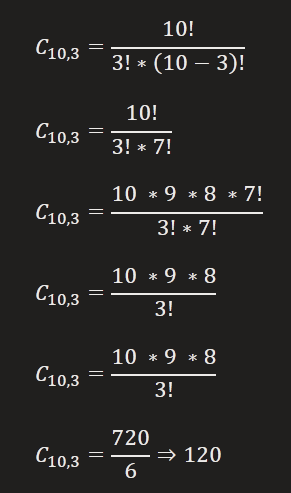 C10,3 = 10! / 3! * (10 − 3)!
C10,3 = 10! / 3! * 7!
C10,3 = 10 * 9 * 8 * 7! / 3! * 7!
C10,3 = 10 * 9 * 8 / 3!
C10,3 = 10 * 9 * 8 / 3!
C10,3 = 720 / 6 ⇒ 120